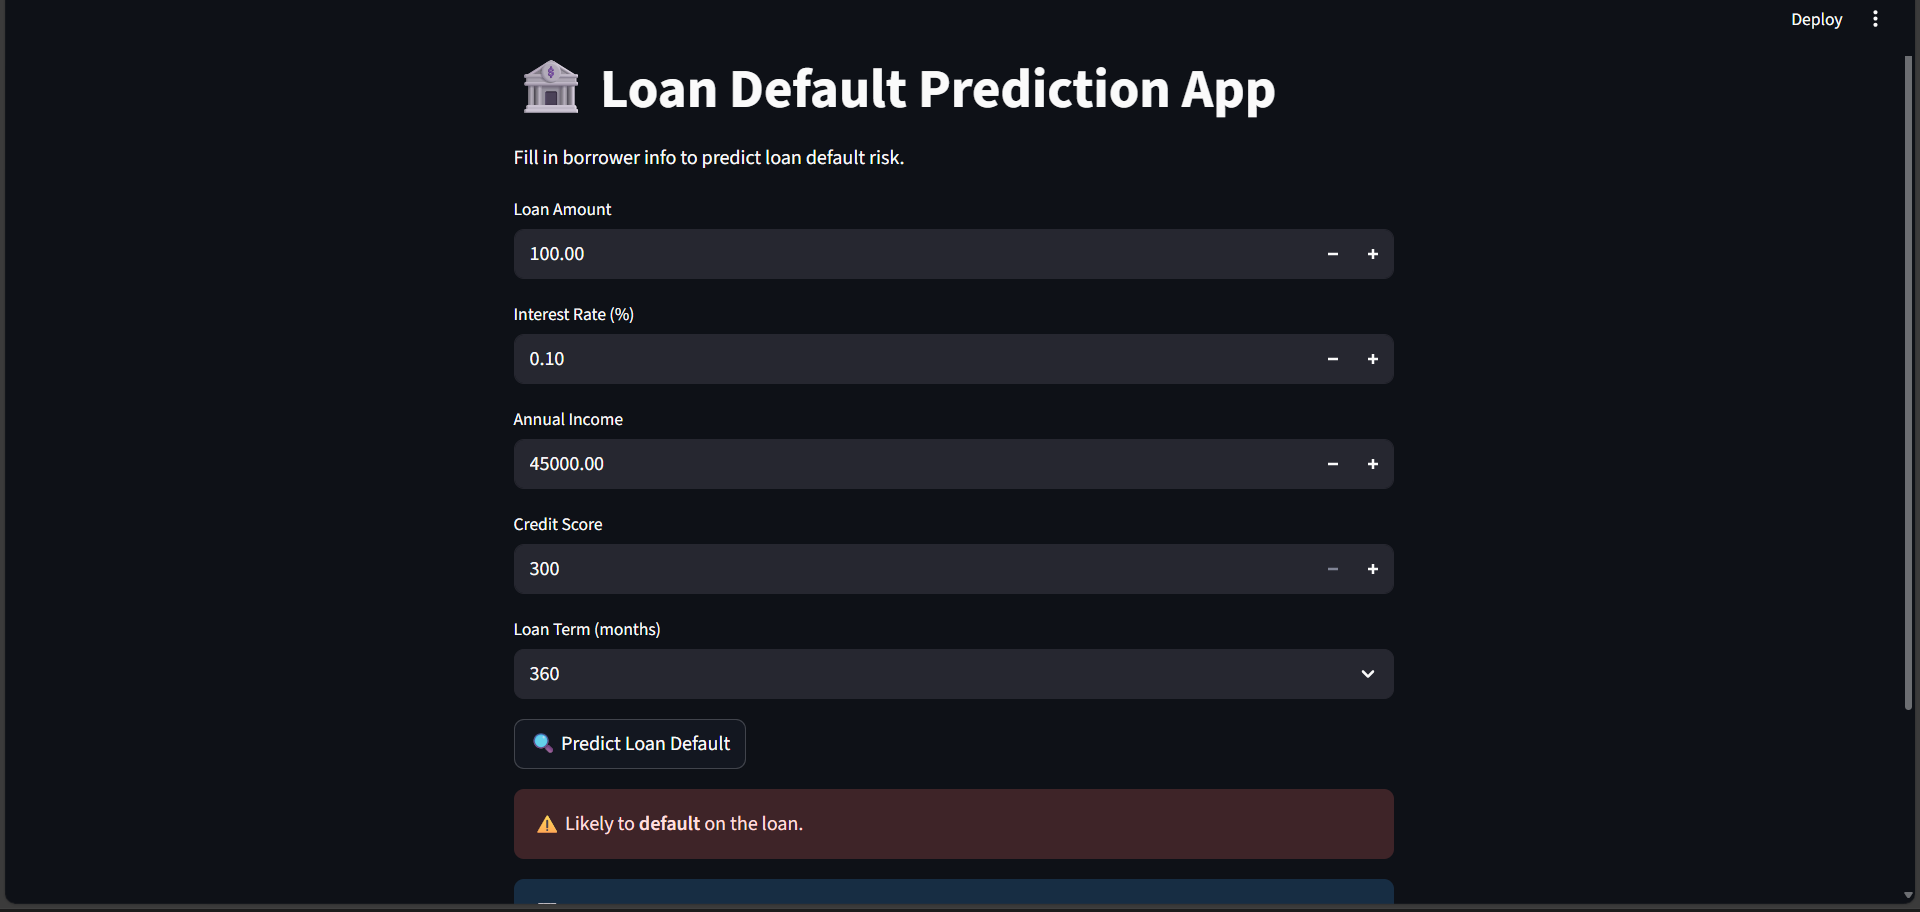 Deploy
Loan Default Prediction App
Fill in borrower info to predict loan default risk.
Loan Amount
100.00
Interest Rate (%)
0.10
Annual Income
45000.00
Credit Score
300
Loan Term (months)
360
Predict Loan Default
Likely to default on the loan.